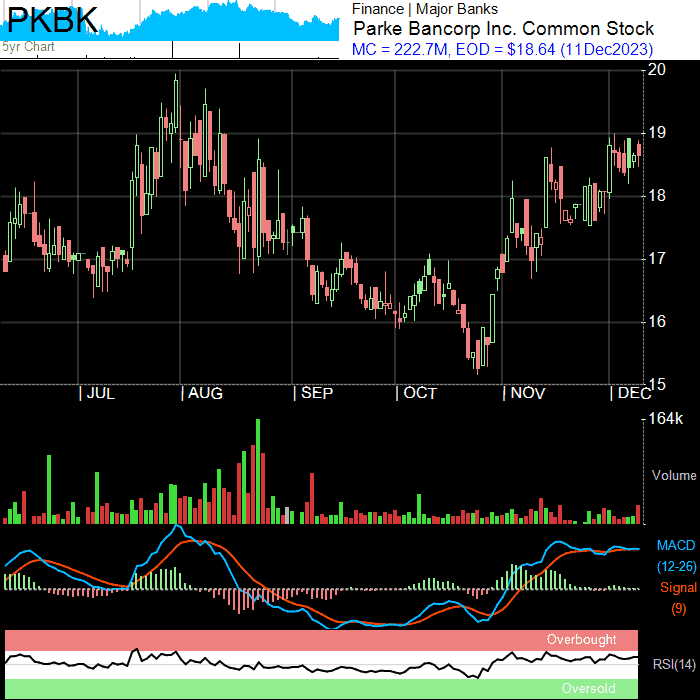 PKBK
5yr Chart
Finance | Major Banks
Parke Bancorp Inc. Common Stock
MC = 222.7M, EOD = $18.64 (11Dec2023)
20
19
18
17
16
15
| JUL | AUG | SEP | OCT | NOV | DEC
164k
Volume
MACD
(12-26)
Signal
(9)
Overbought
RSI(14)
Oversold